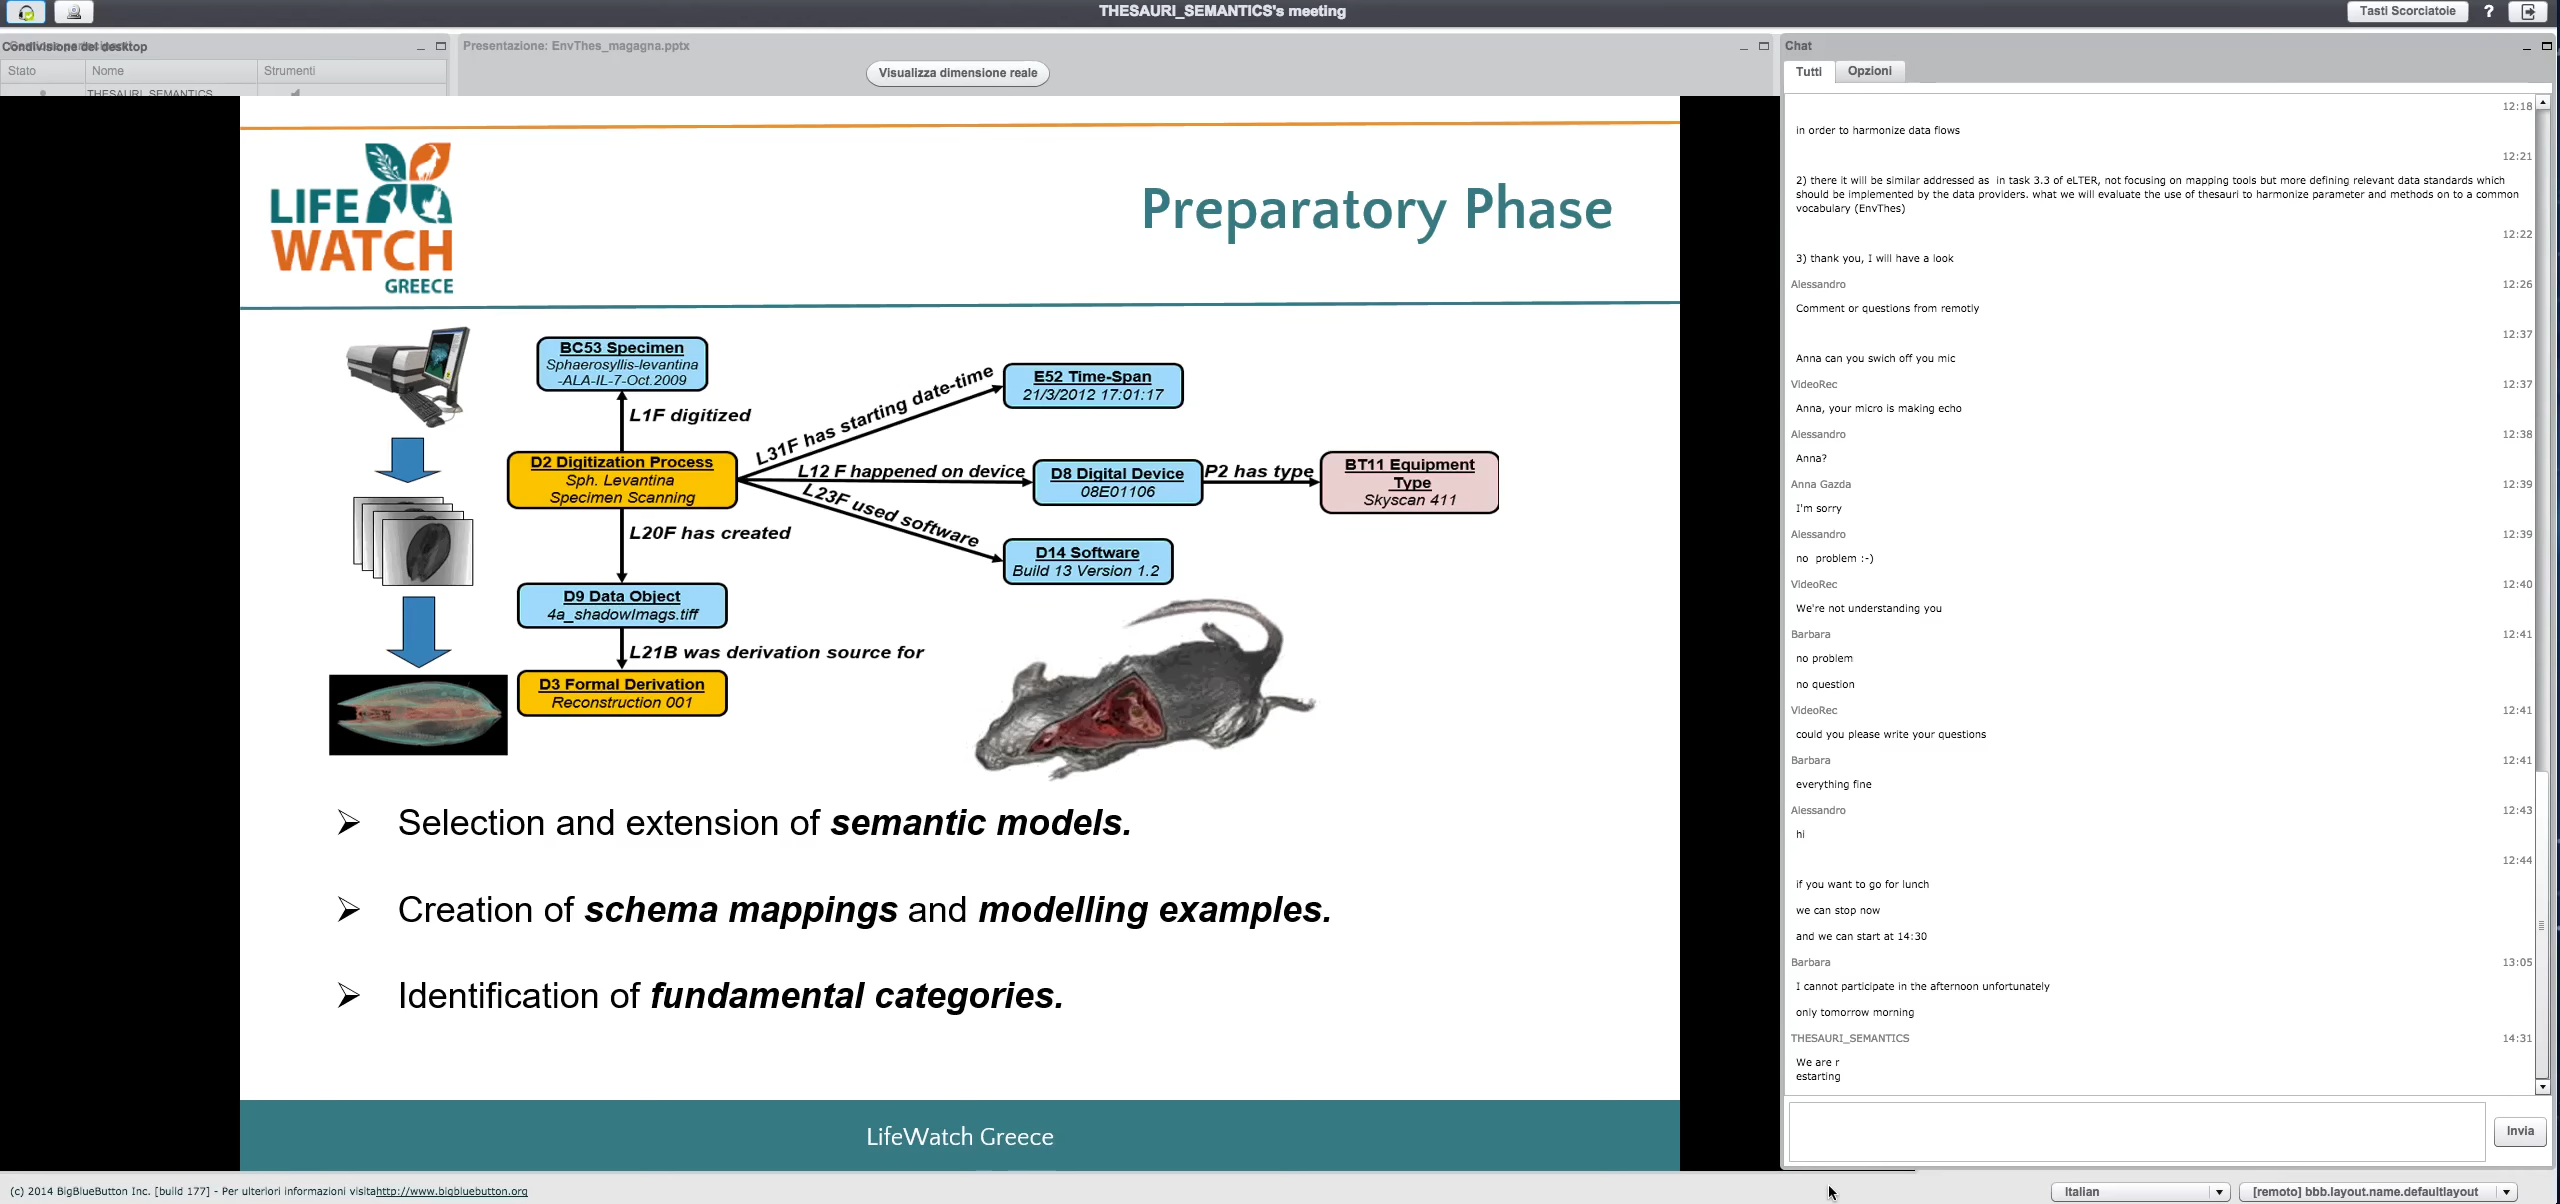 THESAURI_SEMANTICS's meeting
Tasti Scorciatoie
?
Condivisione del desktop
Stato Nome Strumenti
THESAURI_SEMANTICS
Presentazione: EnvThes_magagna.pptx
Visualizza dimensione reale
LIFE
WATCH
GREECE
Preparatory Phase
BC53 Specimen
Sphaerosyllis-levantina
-ALA-IL-7-Oct.2009
L1F digitized
D2 Digitization Process
Sph. Levantina
Specimen Scanning
L31F has starting date-time
E52 Time-Span
21/3/2012 17:01:17
L12 F happened on device
D8 Digital Device
08E01106
P2 has type
BT11 Equipment
Type
Skyscan 411
L23F used software
D14 Software
Build 13 Version 1.2
L20F has created
D9 Data Object
4a_shadowImags.tiff
L21B was derivation source for
D3 Formal Derivation
Reconstruction 001
➢ Selection and extension of semantic models.
➢ Creation of schema mappings and modelling examples.
➢ Identification of fundamental categories.
LifeWatch Greece
Chat
Tutti Opzioni
12:18
in order to harmonize data flows
12:21
2) there it will be similar addressed as in task 3.3 of eLTER, not focusing on mapping tools but more defining relevant data standards which
should be implemented by the data providers. what we will evaluate the use of thesauri to harmonize parameter and methods on to a common
vocabulary (EnvThes)
12:22
3) thank you, I will have a look
Alessandro 12:26
Comment or questions from remotly
12:37
Anna can you swich off you mic
VideoRec 12:37
Anna, your micro is making echo
Alessandro 12:38
Anna?
Anna Gazda 12:39
I'm sorry
Alessandro 12:39
no problem :-)
VideoRec 12:40
We're not understanding you
Barbara 12:41
no problem
no question
VideoRec 12:41
could you please write your questions
Barbara 12:41
everything fine
Alessandro 12:43
hi
12:44
if you want to go for lunch
we can stop now
and we can start at 14:30
Barbara 13:05
I cannot participate in the afternoon unfortunately
only tomorrow morning
THESAURI_SEMANTICS 14:31
We are r
estarting
Invia
(c) 2014 BigBlueButton Inc. [build 177] - Per ulteriori informazioni visitahttp://www.bigbluebutton.org
Italian
[remoto] bbb.layout.name.defaultlayout